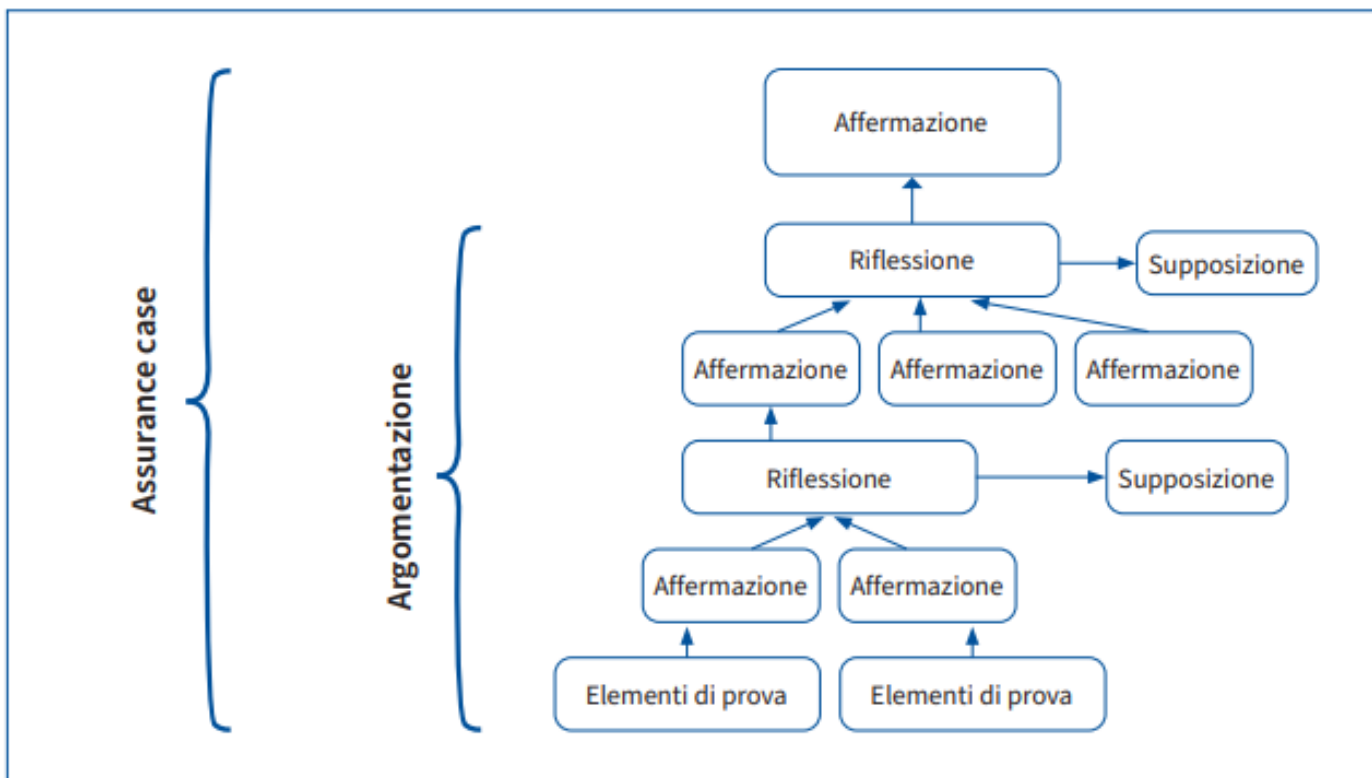 Assurance case
Argomentazione
Affermazione
Riflessione
Supposizione
Affermazione
Affermazione
Affermazione
Riflessione
Supposizione
Affermazione
Affermazione
Elementi di prova
Elementi di prova